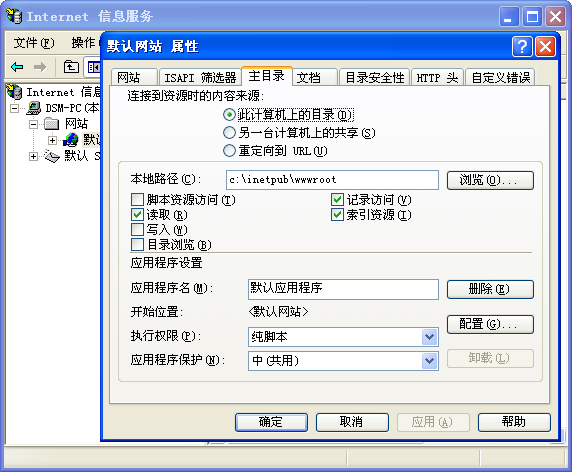 Internet 信息服务
文件(F) 操作
Internet 信息
DSM-PC(本
网站
默认
默认 S
默认网站 属性
网站 ISAPI 筛选器 主目录 文档 目录安全性 HTTP 头 自定义错误
连接到资源时的内容来源:
此计算机上的目录(D)
另一台计算机上的共享(S)
重定向到 URL(U)
本地路径(C): c:\inetpub\wwwroot 浏览(O)...
脚本资源访问(T) 记录访问(V)
读取(R) 索引资源(I)
写入(W)
目录浏览(B)
应用程序设置
应用程序名(M): 默认应用程序 删除(E)
开始位置: <默认网站>
配置(G)...
执行权限(P): 纯脚本
应用程序保护(N): 中(共用) 卸载(L)
确定 取消 应用(A) 帮助